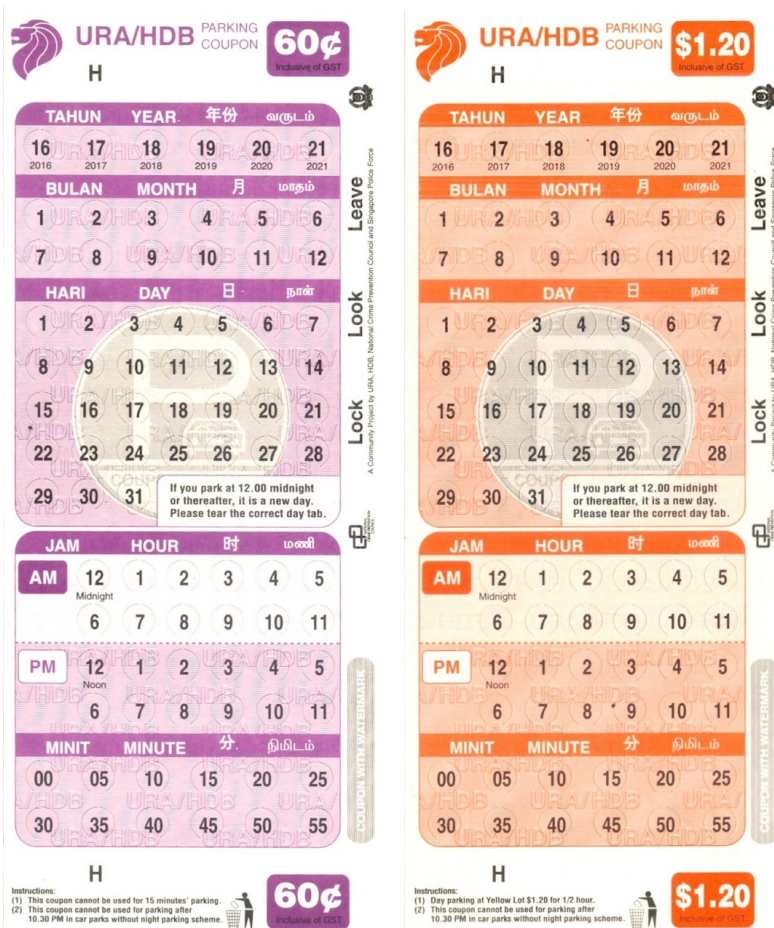 URA/HDB PARKING COUPON 60¢
Inclusive of GST
H
TAHUN YEAR 年份 வருடம்
16 17 18 19 20 21
2016 2017 2018 2019 2020 2021
BULAN MONTH 月 மாதம்
1 2 3 4 5 6
7 8 9 10 11 12
HARI DAY 日 நாள்
1 2 3 4 5 6 7
8 9 10 11 12 13 14
15 16 17 18 19 20 21
22 23 24 25 26 27 28
29 30 31
If you park at 12.00 midnight
or thereafter, it is a new day.
Please tear the correct day tab.
JAM HOUR 时 மணி
AM 12 1 2 3 4 5
Midnight
6 7 8 9 10 11
PM 12 1 2 3 4 5
Noon
6 7 8 9 10 11
MINIT MINUTE 分 நிமிடம்
00 05 10 15 20 25
30 35 40 45 50 55
H
Instructions:
(1) This coupon cannot be used for 15 minutes' parking.
(2) This coupon cannot be used for parking after
10.30 PM in car parks without night parking scheme.
60¢
Inclusive of GST
Lock Look Leave
A Community Project by URA, HDB, National Crime Prevention Council and Singapore Police Force
COUPON WITH WATERMARK
URA/HDB PARKING COUPON $1.20
Inclusive of GST
H
TAHUN YEAR 年份 வருடம்
16 17 18 19 20 21
2016 2017 2018 2019 2020 2021
BULAN MONTH 月 மாதம்
1 2 3 4 5 6
7 8 9 10 11 12
HARI DAY 日 நாள்
1 2 3 4 5 6 7
8 9 10 11 12 13 14
15 16 17 18 19 20 21
22 23 24 25 26 27 28
29 30 31
If you park at 12.00 midnight
or thereafter, it is a new day.
Please tear the correct day tab.
JAM HOUR 时 மணி
AM 12 1 2 3 4 5
Midnight
6 7 8 9 10 11
PM 12 1 2 3 4 5
Noon
6 7 8 9 10 11
MINIT MINUTE 分 நிமிடம்
00 05 10 15 20 25
30 35 40 45 50 55
H
Instructions:
(1) Day parking at Yellow Lot $1.20 for 1/2 hour.
(2) This coupon cannot be used for parking after
10.30 PM in car parks without night parking scheme.
$1.20
Inclusive of GST
Lock Look Leave
COUPON WITH WATERMARK